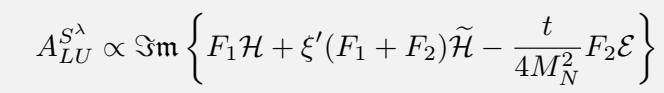 $A_{LU}^{S^\lambda} \propto \mathfrak{Im} \left\{ F_1 \mathcal{H} + \xi' (F_1 + F_2) \widetilde{\mathcal{H}} - \frac{t}{4M_N^2} F_2 \mathcal{E} \right\}$